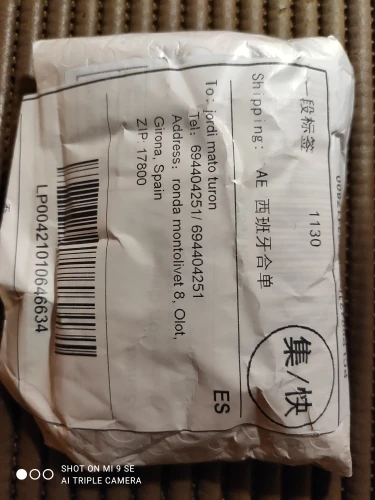 一段标签 1130
Shipping: AE 西班牙合单
集/快
To: jordi mato turon
Tel: 694404251/ 694404251
Address: ronda montolivet 8, Olot,
Girona, Spain
ZIP: 17800
ES
LP00421010646634
SHOT ON MI 9 SE
AI TRIPLE CAMERA